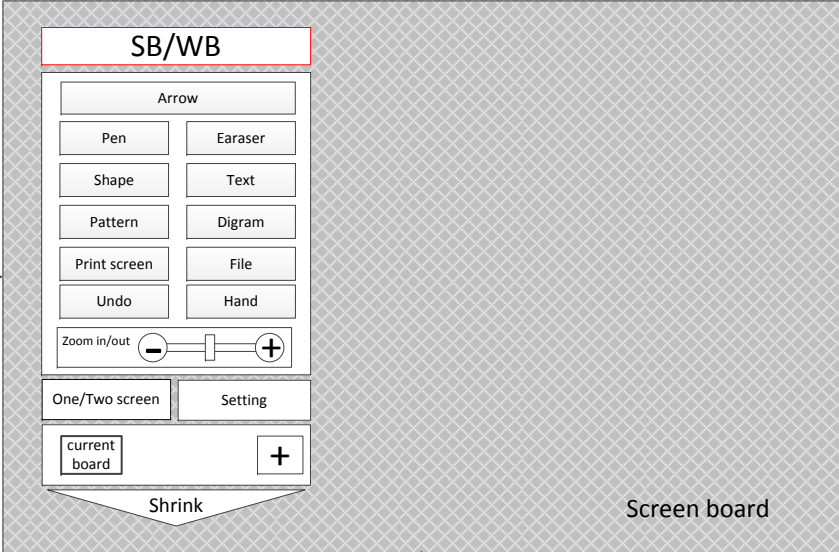 SB/WB
Arrow
Pen
Earaser
Shape
Text
Pattern
Digram
Print screen
File
Undo
Hand
Zoom in/out
-
+
One/Two screen
Setting
current
board
+
Shrink
Screen board